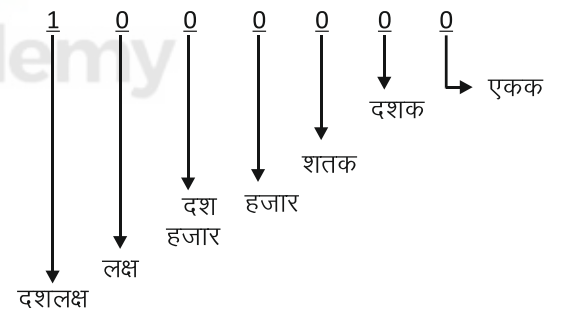 1 0 0 0 0 0 0
एकक
दशक
शतक
दश हजार
हजार
लक्ष
दशलक्ष